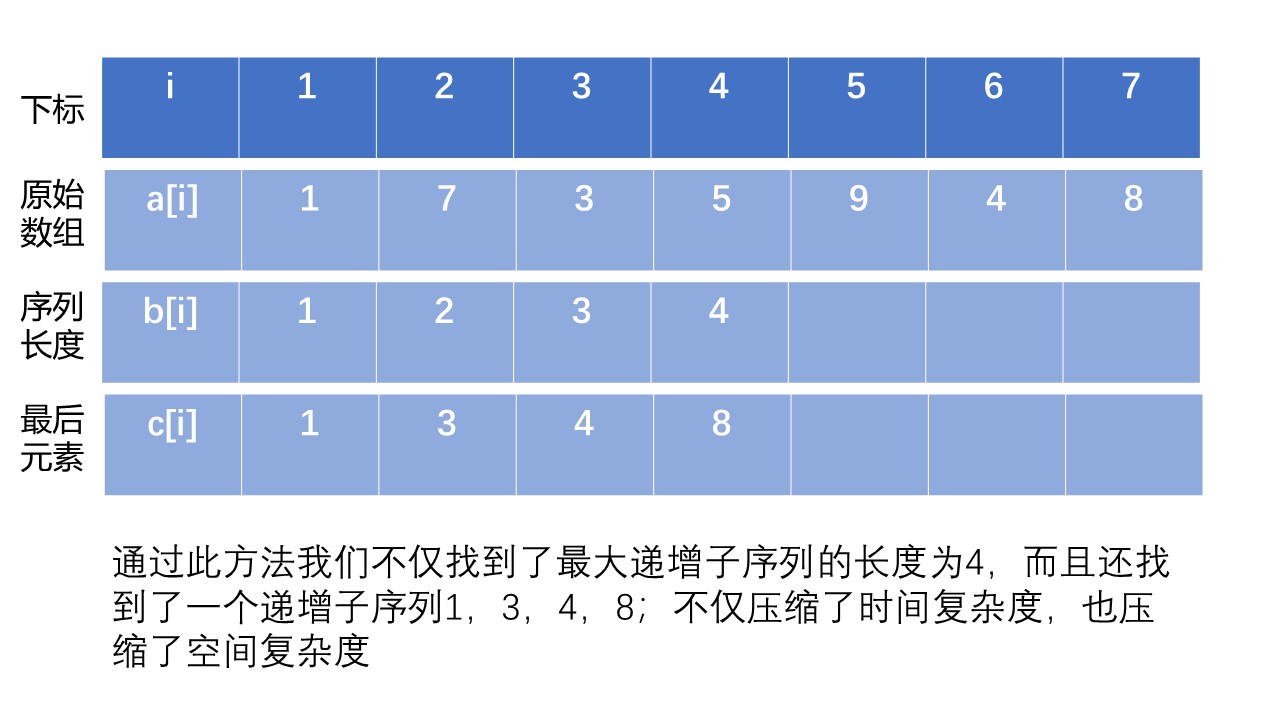 下标 i 1 2 3 4 5 6 7
原始
数组 a[i] 1 7 3 5 9 4 8
序列
长度 b[i] 1 2 3 4
最后
元素 c[i] 1 3 4 8
通过此方法我们不仅找到了最大递增子序列的长度为4，而且还找
到了一个递增子序列1，3，4，8；不仅压缩了时间复杂度，也压
缩了空间复杂度